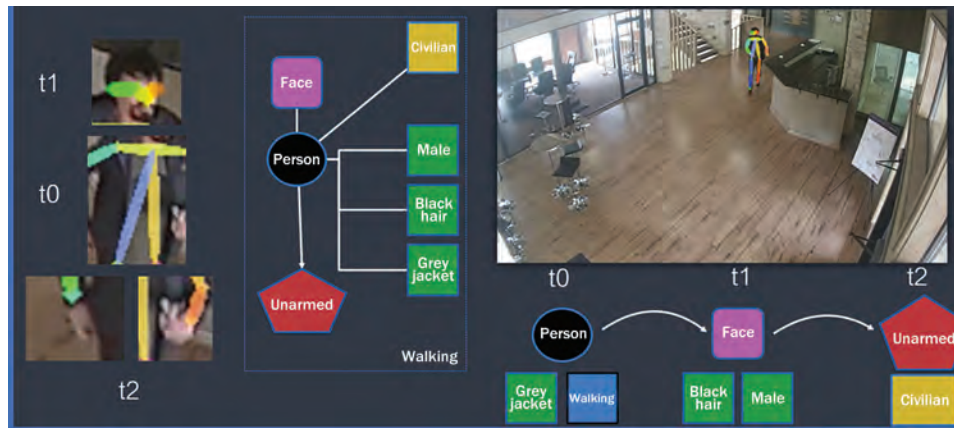 t1
t0
t2
Civilian
Face
Person
Male
Black
hair
Grey
jacket
Unarmed
Walking
t0
t1
t2
Person
Face
Unarmed
Grey
jacket
Walking
Black
hair
Male
Civilian